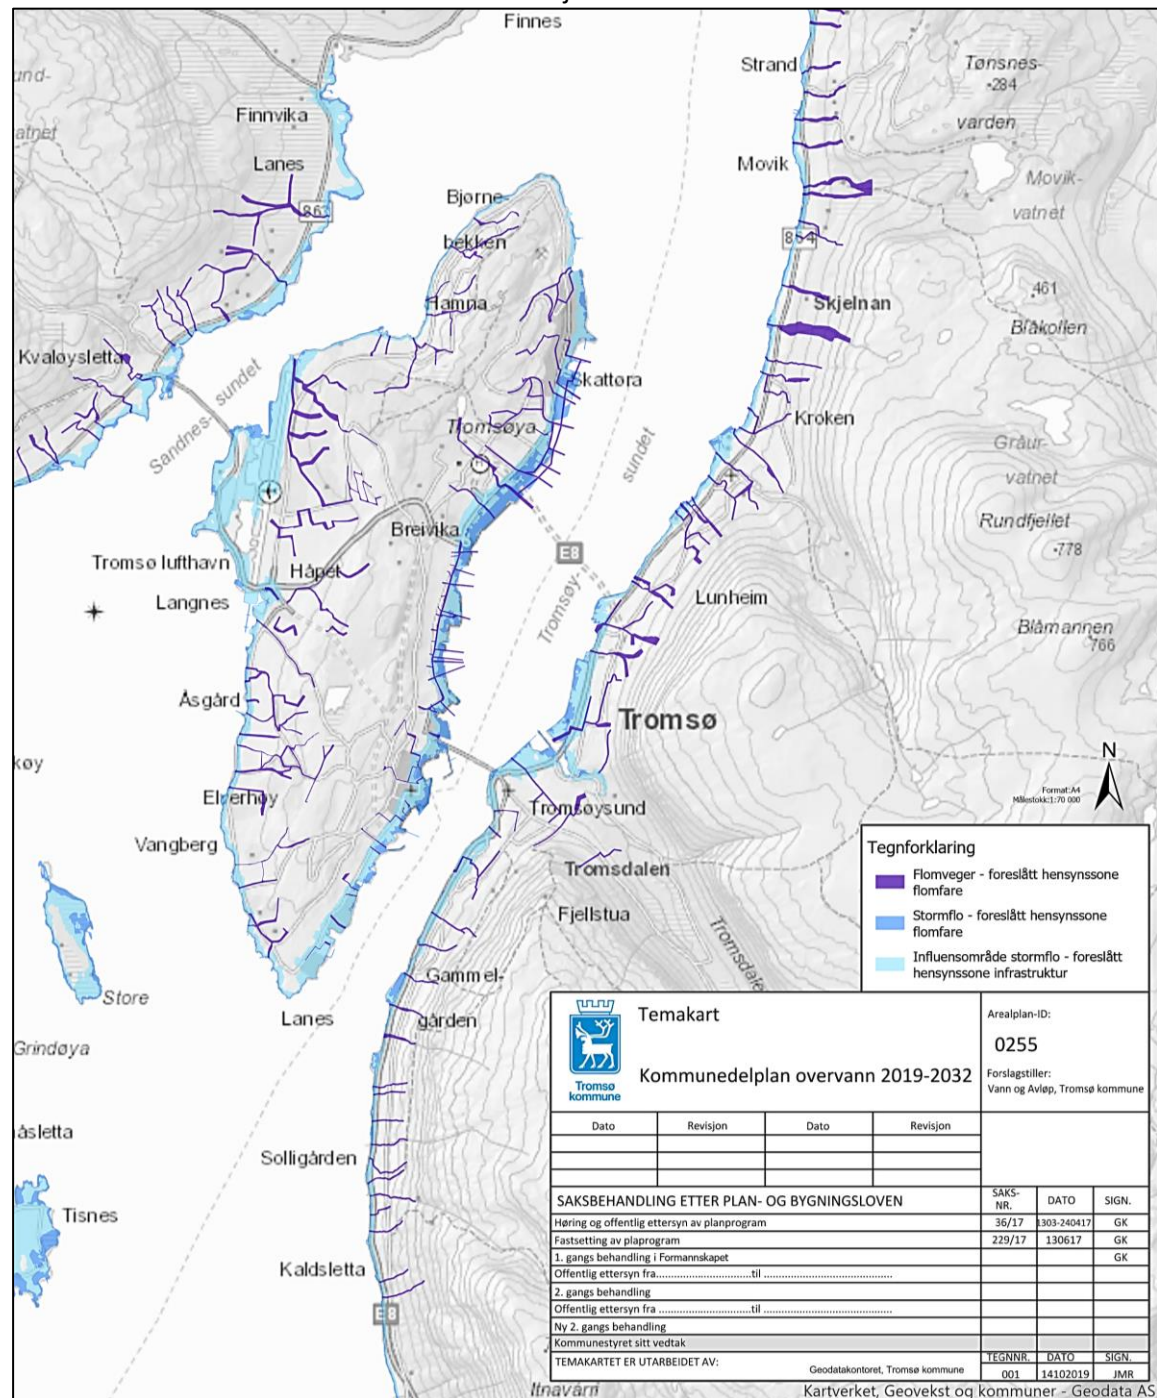 Finnes
Strand
Tønsnes-
284
varden
Finnvika
Lanes
863
Movik
Movik-
vatnet
Bjørne-
bekken
854
Hamna
461
Skjelnan
Blåkollen
Kvaløysletta
Sandnes- sundet
Skattøra
Tromsøya
Kroken
sundet
Gråur-
vatnet
Rundfjellet
778
Breivika
E8
Tromsø lufthavn
Håpet
Langnes
Tromsøy-
Lunheim
Blåmannen
766
Åsgård
Tromsø
køy
N
Format:A4
Målestokk:1:70 000
Elverhøy
Tromsøysund
Vangberg
Tromsdalen
Fjellstua
Tromsdale
Tegnforklaring
Flomveger - foreslått hensynssone
flomfare
Stormflo - foreslått hensynssone
flomfare
Influensområde stormflo - foreslått
hensynssone infrastruktur
Store
Grindøya
Lanes
Gammel-
gården
åsletta
Solligården
Tisnes
Kaldsletta
E8
Tromsø
kommune
Temakart
Kommunedelplan overvann 2019-2032
Arealplan-ID:
0255
Forslagstiller:
Vann og Avløp, Tromsø kommune
Dato Revisjon Dato Revisjon
SAKSBEHANDLING ETTER PLAN- OG BYGNINGSLOVEN SAKS-NR. DATO SIGN.
Høring og offentlig ettersyn av planprogram 36/17 1303-240417 GK
Fastsetting av plaprogram 229/17 130617 GK
1. gangs behandling i Formannskapet GK
Offentlig ettersyn fra..............................til ..........................................
2. gangs behandling
Offentlig ettersyn fra ..............................til ..........................................
Ny 2. gangs behandling
Kommunestyret sitt vedtak
TEMAKARTET ER UTARBEIDET AV: Geodatakontoret, Tromsø kommune TEGNNR. DATO SIGN.
001 14102019 JMR
Kartverket, Geovekst og kommuner - Geodata AS